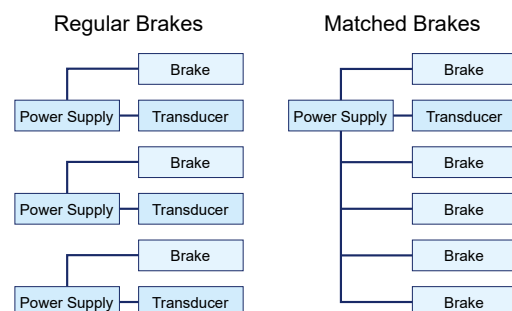 Regular Brakes
Brake
Power Supply
Transducer
Brake
Power Supply
Transducer
Brake
Power Supply
Transducer
Matched Brakes
Brake
Power Supply
Transducer
Brake
Brake
Brake
Brake